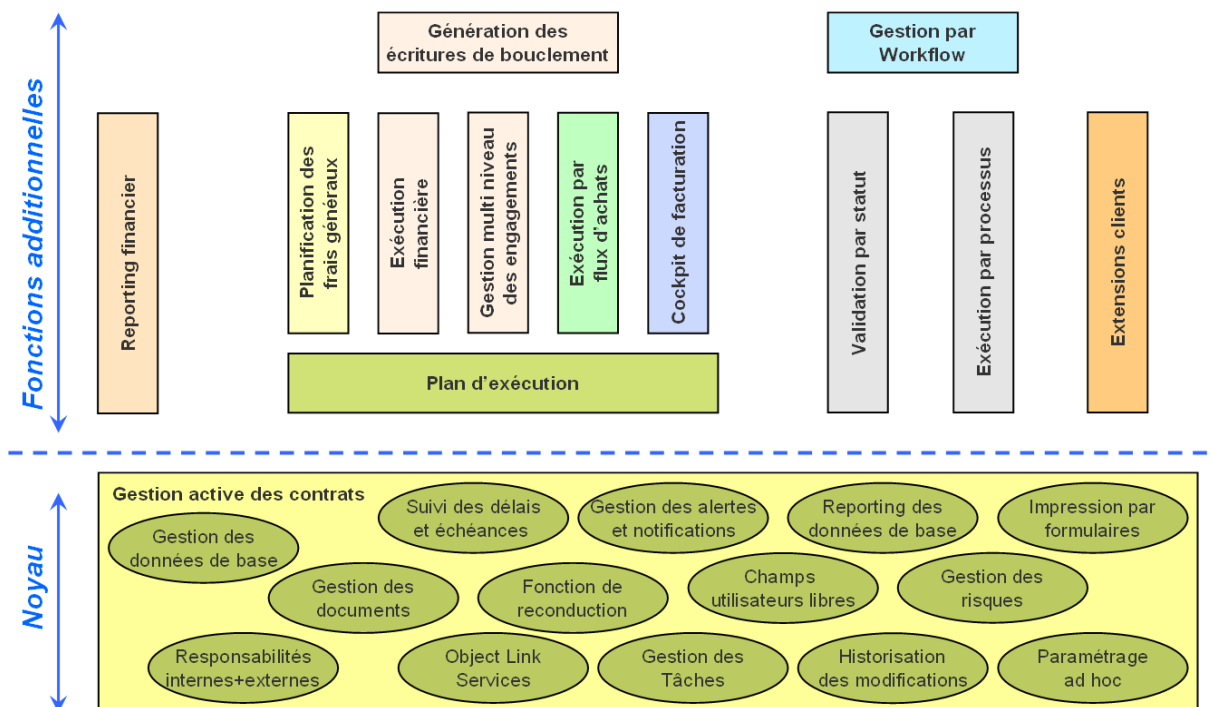 Fonctions additionnelles
Génération des
écritures de bouclement
Gestion par
Workflow
Reporting financier
Planification des
frais généraux
Exécution
financière
Gestion multi niveau
des engagements
Exécution par
flux d'achats
Cockpit de facturation
Validation par statut
Exécution par processus
Extensions clients
Plan d'exécution
Noyau
Gestion active des contrats
Suivi des délais
et échéances
Gestion des alertes
et notifications
Reporting des
données de base
Impression par
formulaires
Gestion des
données de base
Gestion des
documents
Fonction de
reconduction
Champs
utilisateurs libres
Gestion des
risques
Responsabilités
internes+externes
Object Link
Services
Gestion des
Tâches
Historisation
des modifications
Paramétrage
ad hoc